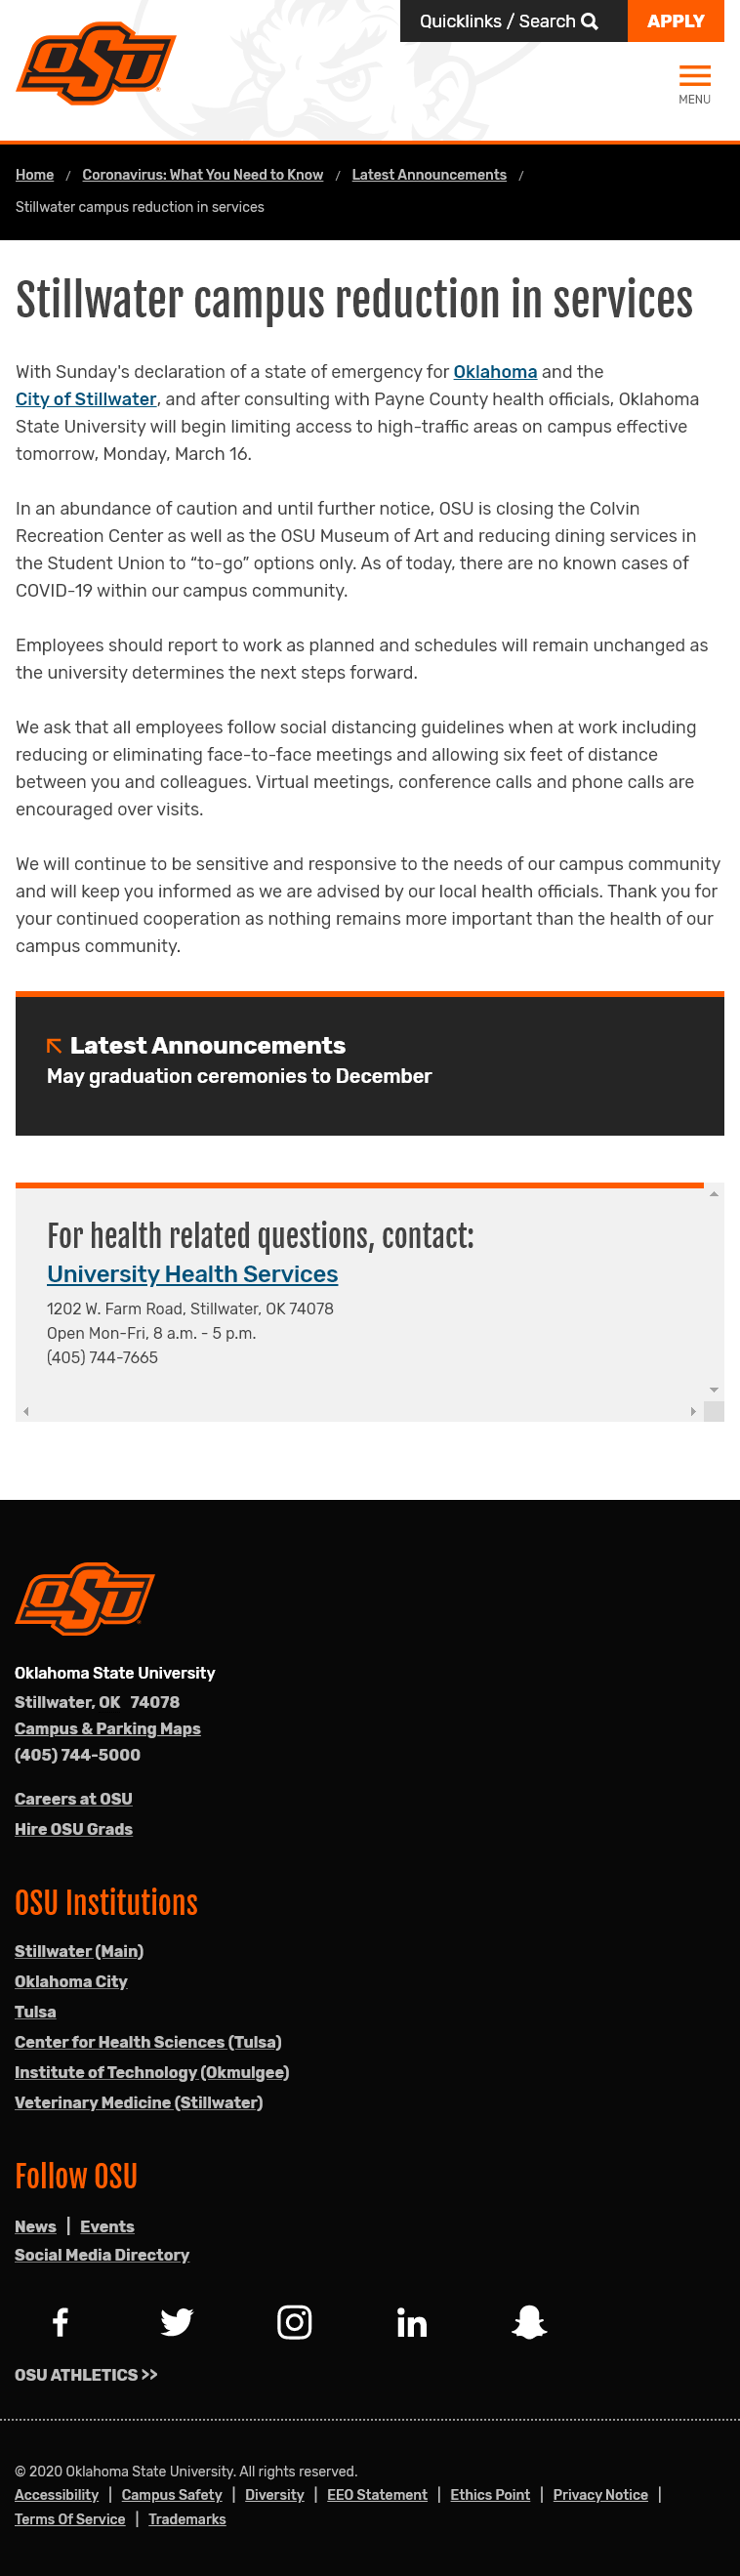 Quicklinks / Search
APPLY
OSU
MENU
Home / Coronavirus: What You Need to Know / Latest Announcements /
Stillwater campus reduction in services
Stillwater campus reduction in services
With Sunday's declaration of a state of emergency for Oklahoma and the
City of Stillwater, and after consulting with Payne County health officials, Oklahoma
State University will begin limiting access to high-traffic areas on campus effective
tomorrow, Monday, March 16.
In an abundance of caution and until further notice, OSU is closing the Colvin
Recreation Center as well as the OSU Museum of Art and reducing dining services in
the Student Union to “to-go” options only. As of today, there are no known cases of
COVID-19 within our campus community.
Employees should report to work as planned and schedules will remain unchanged as
the university determines the next steps forward.
We ask that all employees follow social distancing guidelines when at work including
reducing or eliminating face-to-face meetings and allowing six feet of distance
between you and colleagues. Virtual meetings, conference calls and phone calls are
encouraged over visits.
We will continue to be sensitive and responsive to the needs of our campus community
and will keep you informed as we are advised by our local health officials. Thank you for
your continued cooperation as nothing remains more important than the health of our
campus community.
Latest Announcements
May graduation ceremonies to December
For health related questions, contact:
University Health Services
1202 W. Farm Road, Stillwater, OK 74078
Open Mon-Fri, 8 a.m. - 5 p.m.
(405) 744-7665
OSU
Oklahoma State University
Stillwater, OK 74078
Campus & Parking Maps
(405) 744-5000
Careers at OSU
Hire OSU Grads
OSU Institutions
Stillwater (Main)
Oklahoma City
Tulsa
Center for Health Sciences (Tulsa)
Institute of Technology (Okmulgee)
Veterinary Medicine (Stillwater)
Follow OSU
News | Events
Social Media Directory
OSU ATHLETICS >>
© 2020 Oklahoma State University. All rights reserved.
Accessibility | Campus Safety | Diversity | EEO Statement | Ethics Point | Privacy Notice |
Terms Of Service | Trademarks